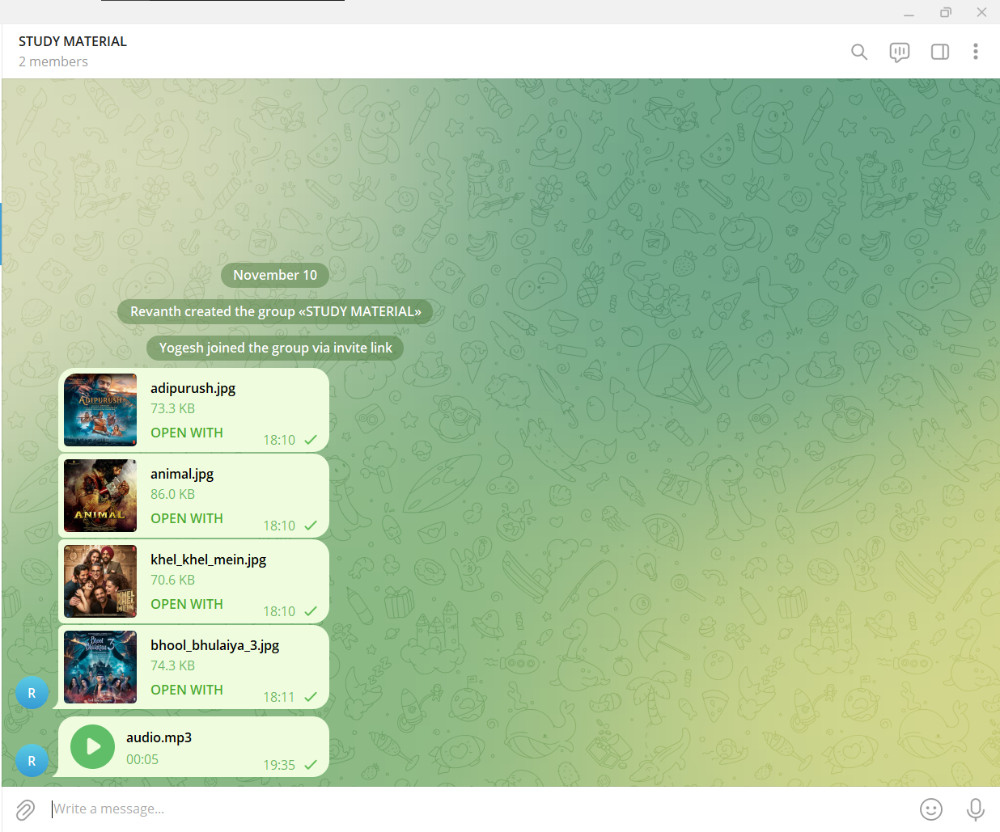 STUDY MATERIAL
2 members
November 10
Revanth created the group «STUDY MATERIAL»
Yogesh joined the group via invite link
ADIPURUSH
adipurush.jpg
73.3 KB
OPEN WITH
18:10
ANIMAL
animal.jpg
86.0 KB
OPEN WITH
18:10
KHEL
KHEL
MEIN
khel_khel_mein.jpg
70.6 KB
OPEN WITH
18:10
Bhool
Bhulaiyaa 3
bhool_bhulaiya_3.jpg
74.3 KB
OPEN WITH
18:11
R
audio.mp3
00:05
19:35
R
Write a message...